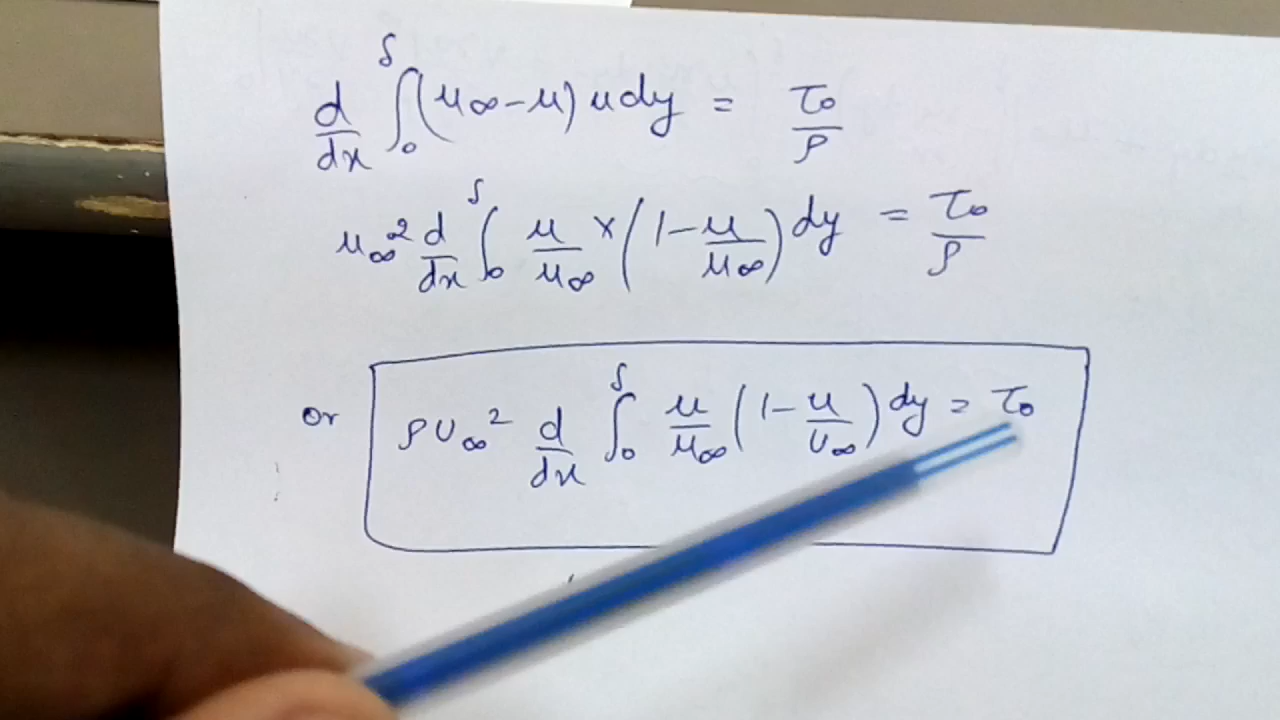 d/dx ∫₀^δ (u∞ - u) u dy = τ₀/ρ
u∞² d/dx ∫₀^δ u/u∞ × (1 - u/u∞) dy = τ₀/ρ
or ρU∞² d/dx ∫₀^δ u/u∞ (1 - u/U∞) dy = τ₀